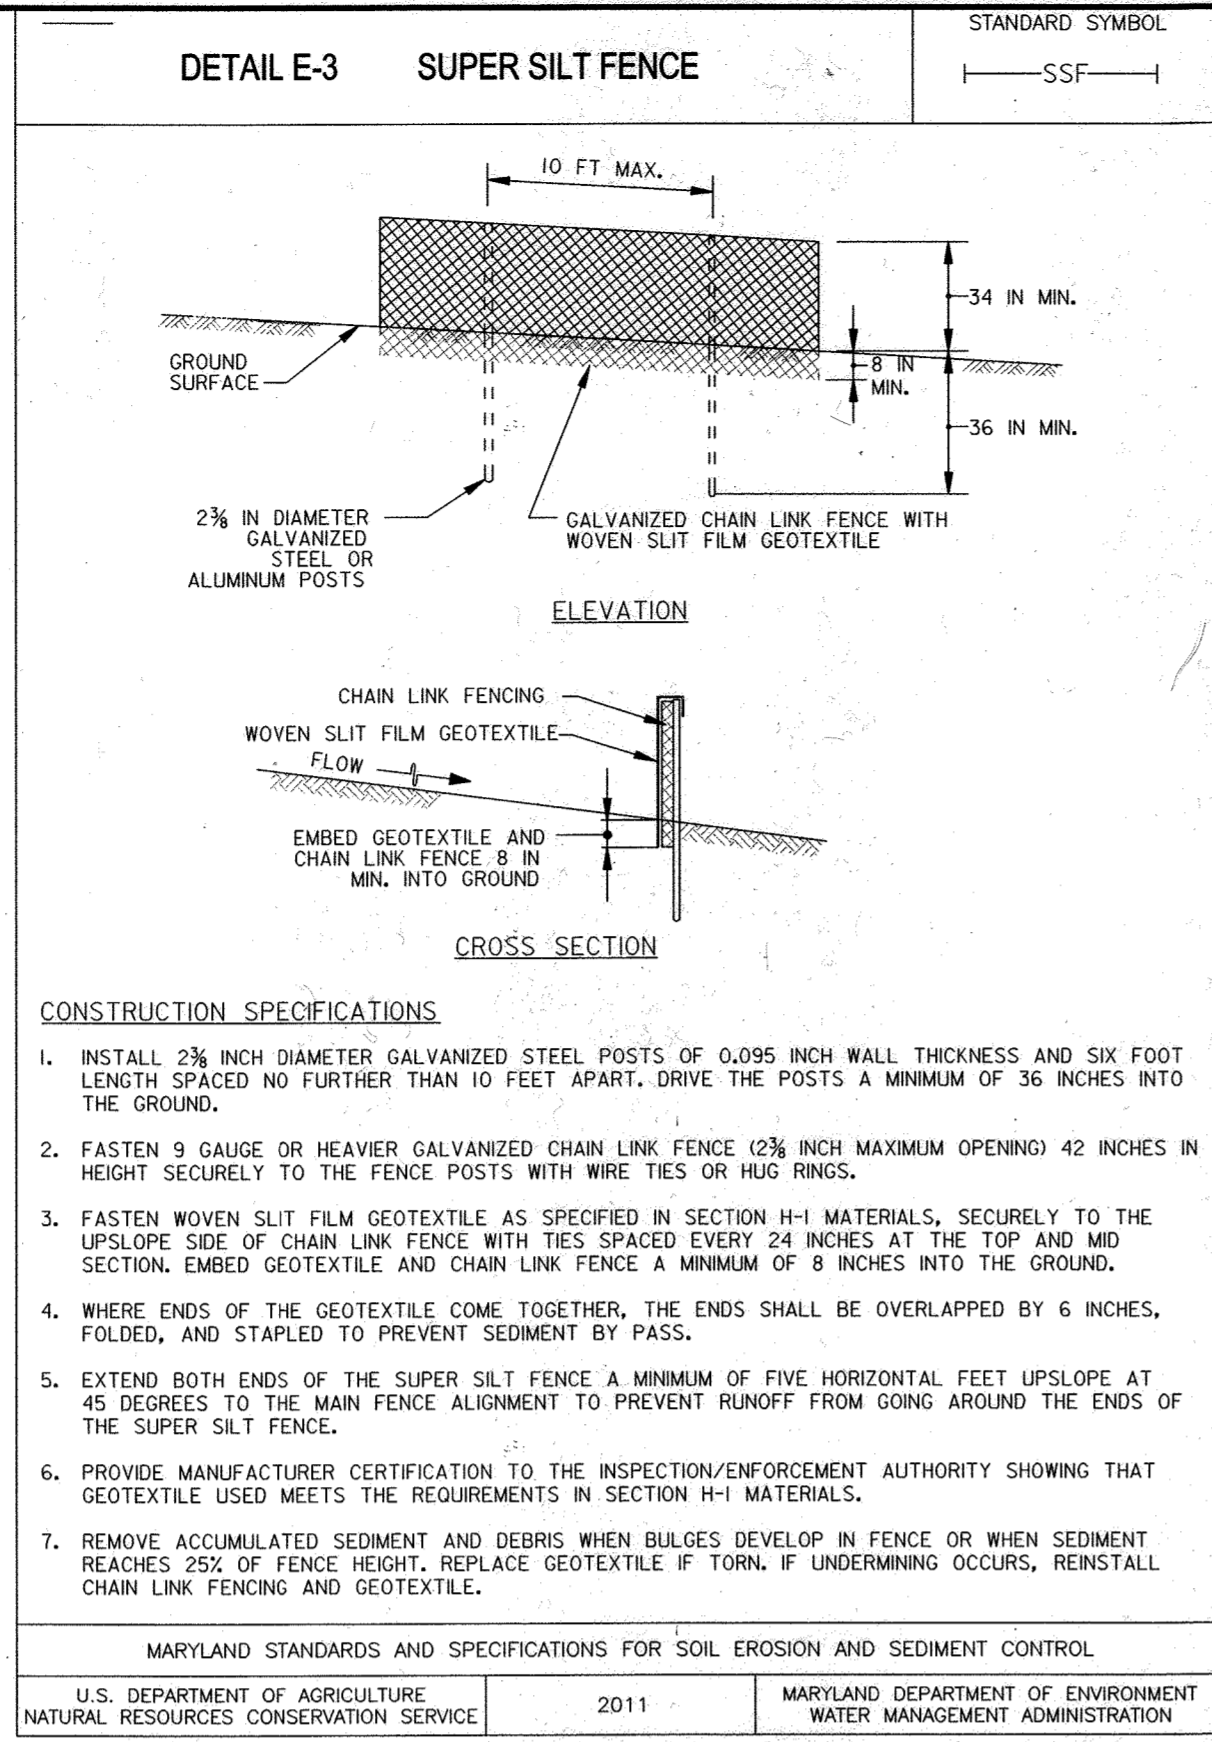 STANDARD SYMBOL
DETAIL E-3 SUPER SILT FENCE
SSF
10 FT MAX.
34 IN MIN.
GROUND
SURFACE
8 IN
MIN.
36 IN MIN.
2⅜ IN DIAMETER
GALVANIZED
STEEL OR
ALUMINUM POSTS
GALVANIZED CHAIN LINK FENCE WITH
WOVEN SLIT FILM GEOTEXTILE
ELEVATION
CHAIN LINK FENCING
WOVEN SLIT FILM GEOTEXTILE
FLOW
EMBED GEOTEXTILE AND
CHAIN LINK FENCE 8 IN
MIN. INTO GROUND
CROSS SECTION
CONSTRUCTION SPECIFICATIONS
1. INSTALL 2⅜ INCH DIAMETER GALVANIZED STEEL POSTS OF 0.095 INCH WALL THICKNESS AND SIX FOOT
LENGTH SPACED NO FURTHER THAN 10 FEET APART. DRIVE THE POSTS A MINIMUM OF 36 INCHES INTO
THE GROUND.
2. FASTEN 9 GAUGE OR HEAVIER GALVANIZED CHAIN LINK FENCE (2⅜ INCH MAXIMUM OPENING) 42 INCHES IN
HEIGHT SECURELY TO THE FENCE POSTS WITH WIRE TIES OR HUG RINGS.
3. FASTEN WOVEN SLIT FILM GEOTEXTILE AS SPECIFIED IN SECTION H-1 MATERIALS, SECURELY TO THE
UPSLOPE SIDE OF CHAIN LINK FENCE WITH TIES SPACED EVERY 24 INCHES AT THE TOP AND MID
SECTION. EMBED GEOTEXTILE AND CHAIN LINK FENCE A MINIMUM OF 8 INCHES INTO THE GROUND.
4. WHERE ENDS OF THE GEOTEXTILE COME TOGETHER, THE ENDS SHALL BE OVERLAPPED BY 6 INCHES,
FOLDED, AND STAPLED TO PREVENT SEDIMENT BY PASS.
5. EXTEND BOTH ENDS OF THE SUPER SILT FENCE A MINIMUM OF FIVE HORIZONTAL FEET UPSLOPE AT
45 DEGREES TO THE MAIN FENCE ALIGNMENT TO PREVENT RUNOFF FROM GOING AROUND THE ENDS OF
THE SUPER SILT FENCE.
6. PROVIDE MANUFACTURER CERTIFICATION TO THE INSPECTION/ENFORCEMENT AUTHORITY SHOWING THAT
GEOTEXTILE USED MEETS THE REQUIREMENTS IN SECTION H-1 MATERIALS.
7. REMOVE ACCUMULATED SEDIMENT AND DEBRIS WHEN BULGES DEVELOP IN FENCE OR WHEN SEDIMENT
REACHES 25% OF FENCE HEIGHT. REPLACE GEOTEXTILE IF TORN. IF UNDERMINING OCCURS, REINSTALL
CHAIN LINK FENCING AND GEOTEXTILE.
MARYLAND STANDARDS AND SPECIFICATIONS FOR SOIL EROSION AND SEDIMENT CONTROL
U.S. DEPARTMENT OF AGRICULTURE
NATURAL RESOURCES CONSERVATION SERVICE
2011
MARYLAND DEPARTMENT OF ENVIRONMENT
WATER MANAGEMENT ADMINISTRATION